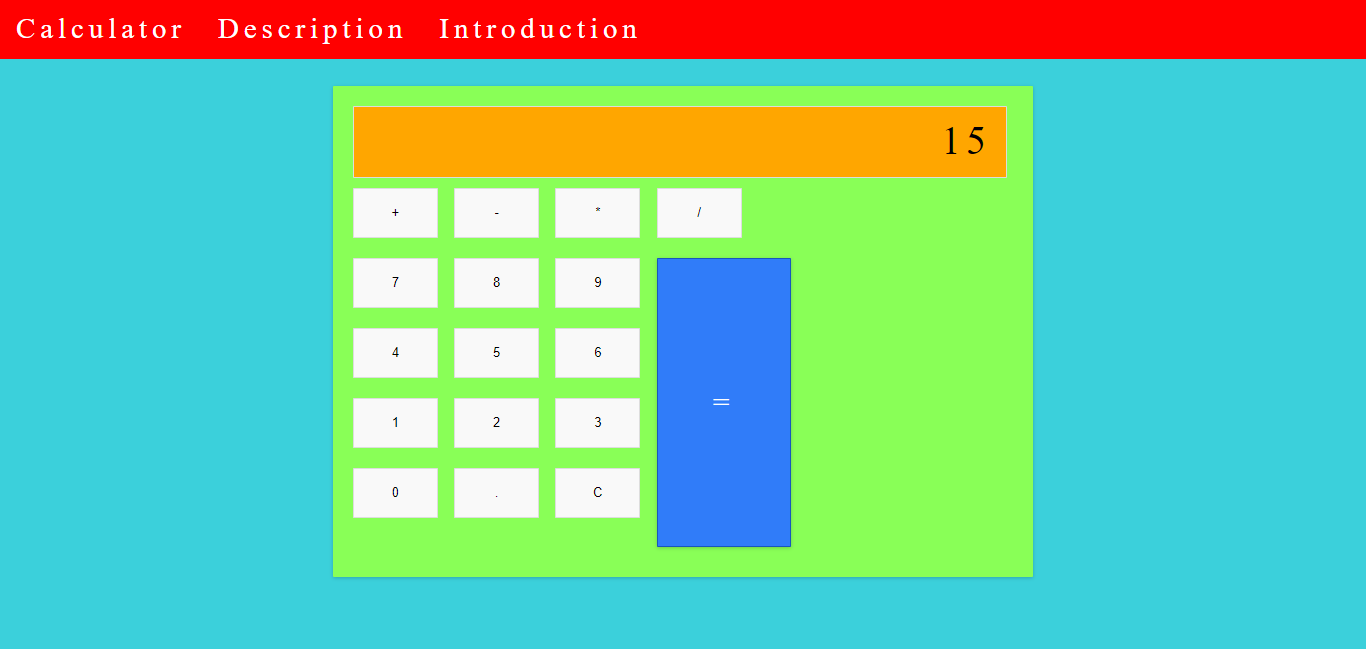 Calculator Description Introduction
15
+ - * /
7 8 9
4 5 6
=
1 2 3
0 . C